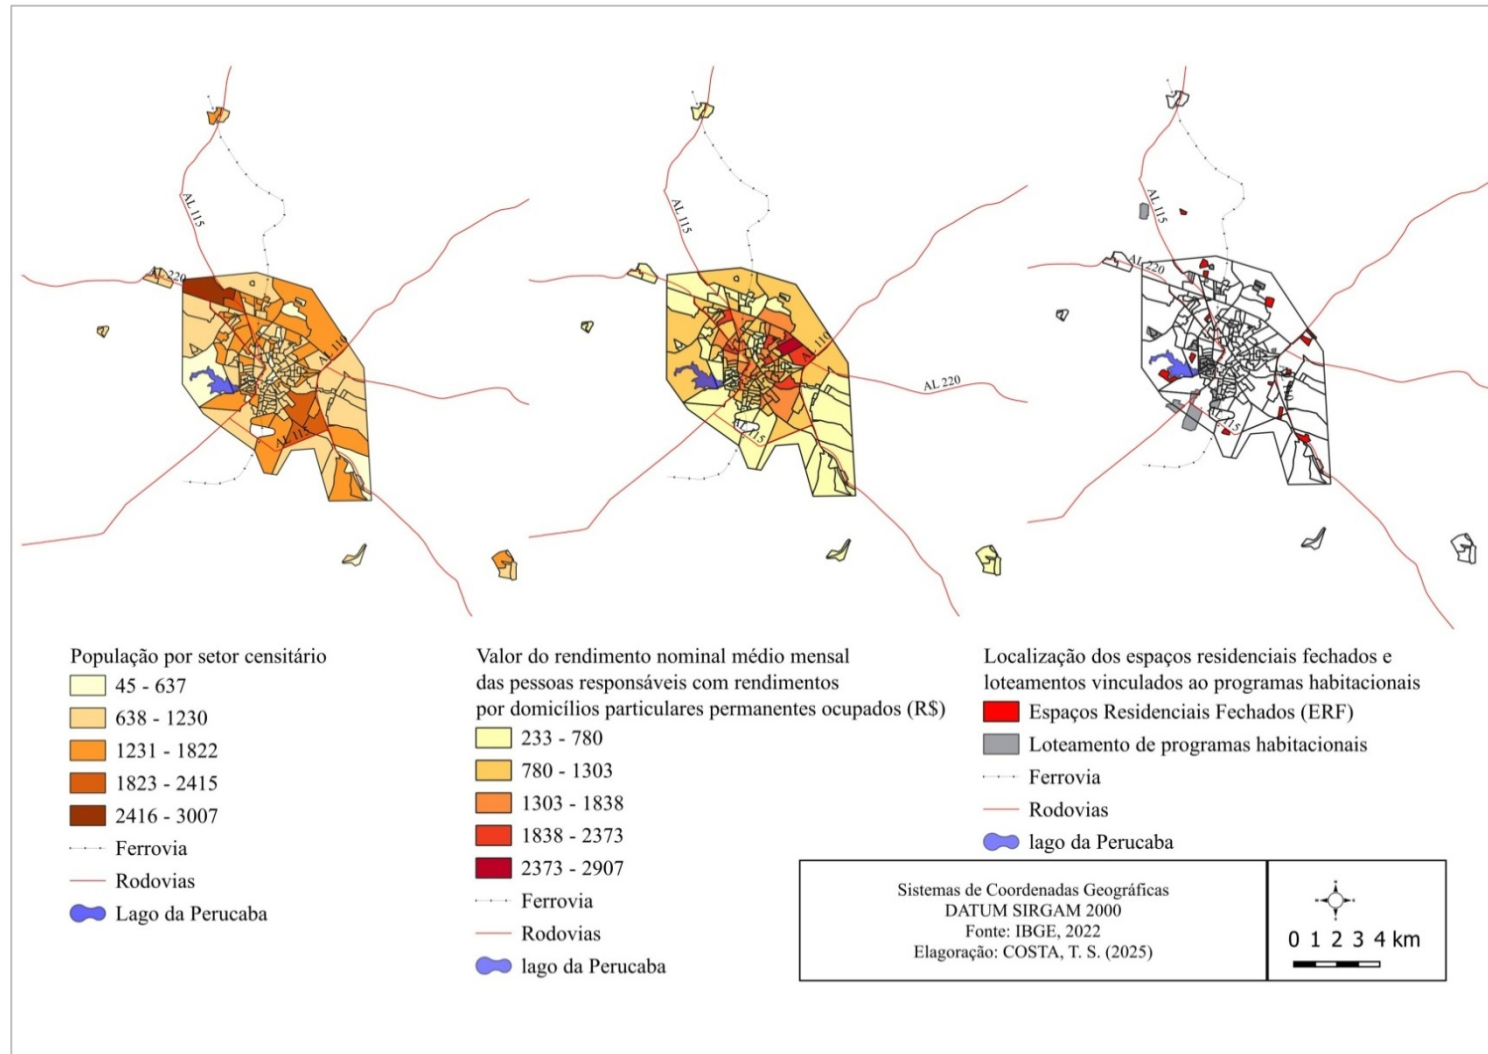 AL 115
AL 220
AL 110
AL 115
AL 115
AL 110
AL 220
AL 115
AL 115
AL 220
AL 115
População por setor censitário
45 - 637
638 - 1230
1231 - 1822
1823 - 2415
2416 - 3007
Ferrovia
Rodovias
Lago da Perucaba
Valor do rendimento nominal médio mensal
das pessoas responsáveis com rendimentos
por domicílios particulares permanentes ocupados (R$)
233 - 780
780 - 1303
1303 - 1838
1838 - 2373
2373 - 2907
Ferrovia
Rodovias
lago da Perucaba
Localização dos espaços residenciais fechados e
loteamentos vinculados ao programas habitacionais
Espaços Residenciais Fechados (ERF)
Loteamento de programas habitacionais
Ferrovia
Rodovias
lago da Perucaba
Sistemas de Coordenadas Geográficas
DATUM SIRGAM 2000
Fonte: IBGE, 2022
Elagoração: COSTA, T. S. (2025)
0 1 2 3 4 km